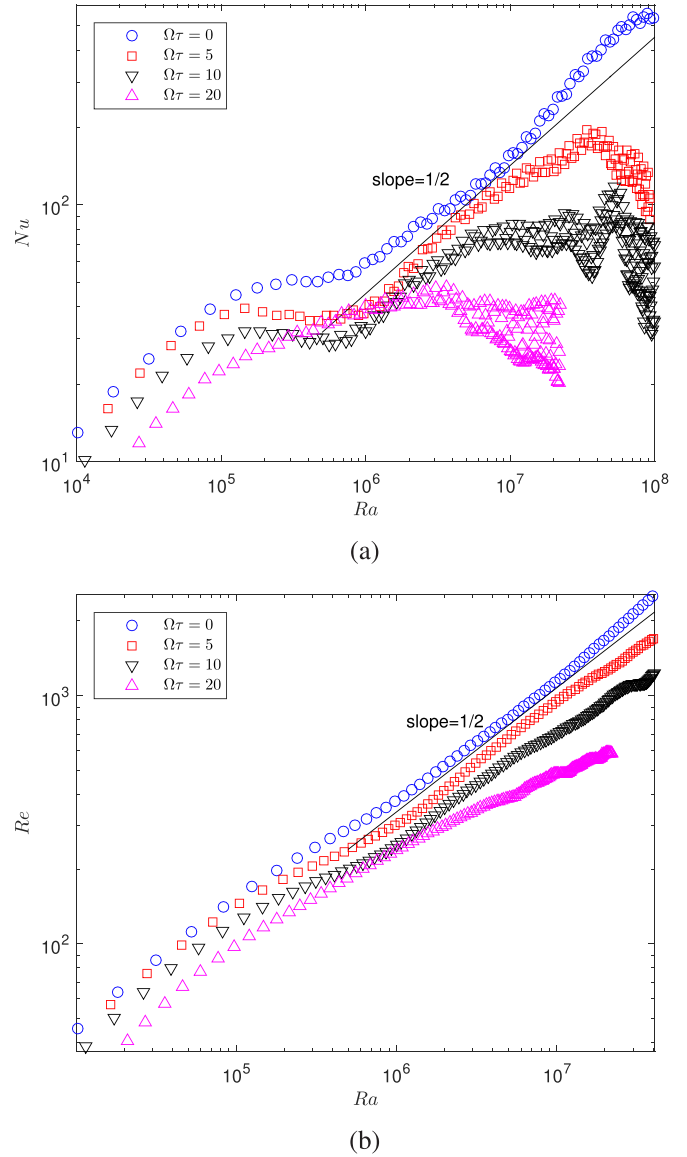 Ωτ = 0
Ωτ = 5
Ωτ = 10
Ωτ = 20
slope=1/2
Nu
10^2
10^1
10^4
10^5
10^6
10^7
10^8
Ra
(a)
Ωτ = 0
Ωτ = 5
Ωτ = 10
Ωτ = 20
slope=1/2
Re
10^3
10^2
10^5
10^6
10^7
Ra
(b)